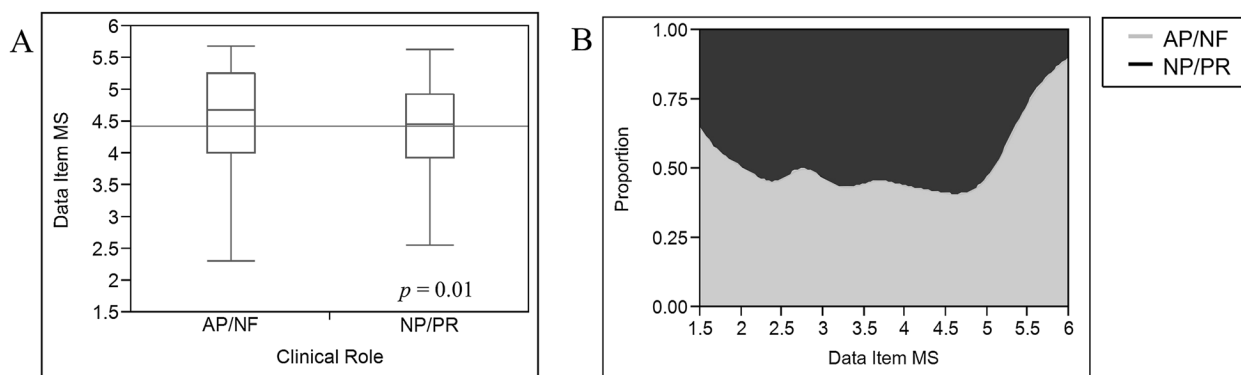 A
Data Item MS
6
5.5
5
4.5
4
3.5
3
2.5
2
1.5
p = 0.01
AP/NF NP/PR
Clinical Role
B
Proportion
1.00
0.75
0.50
0.25
0.00
1.5 2 2.5 3 3.5 4 4.5 5 5.5 6
Data Item MS
AP/NF
NP/PR